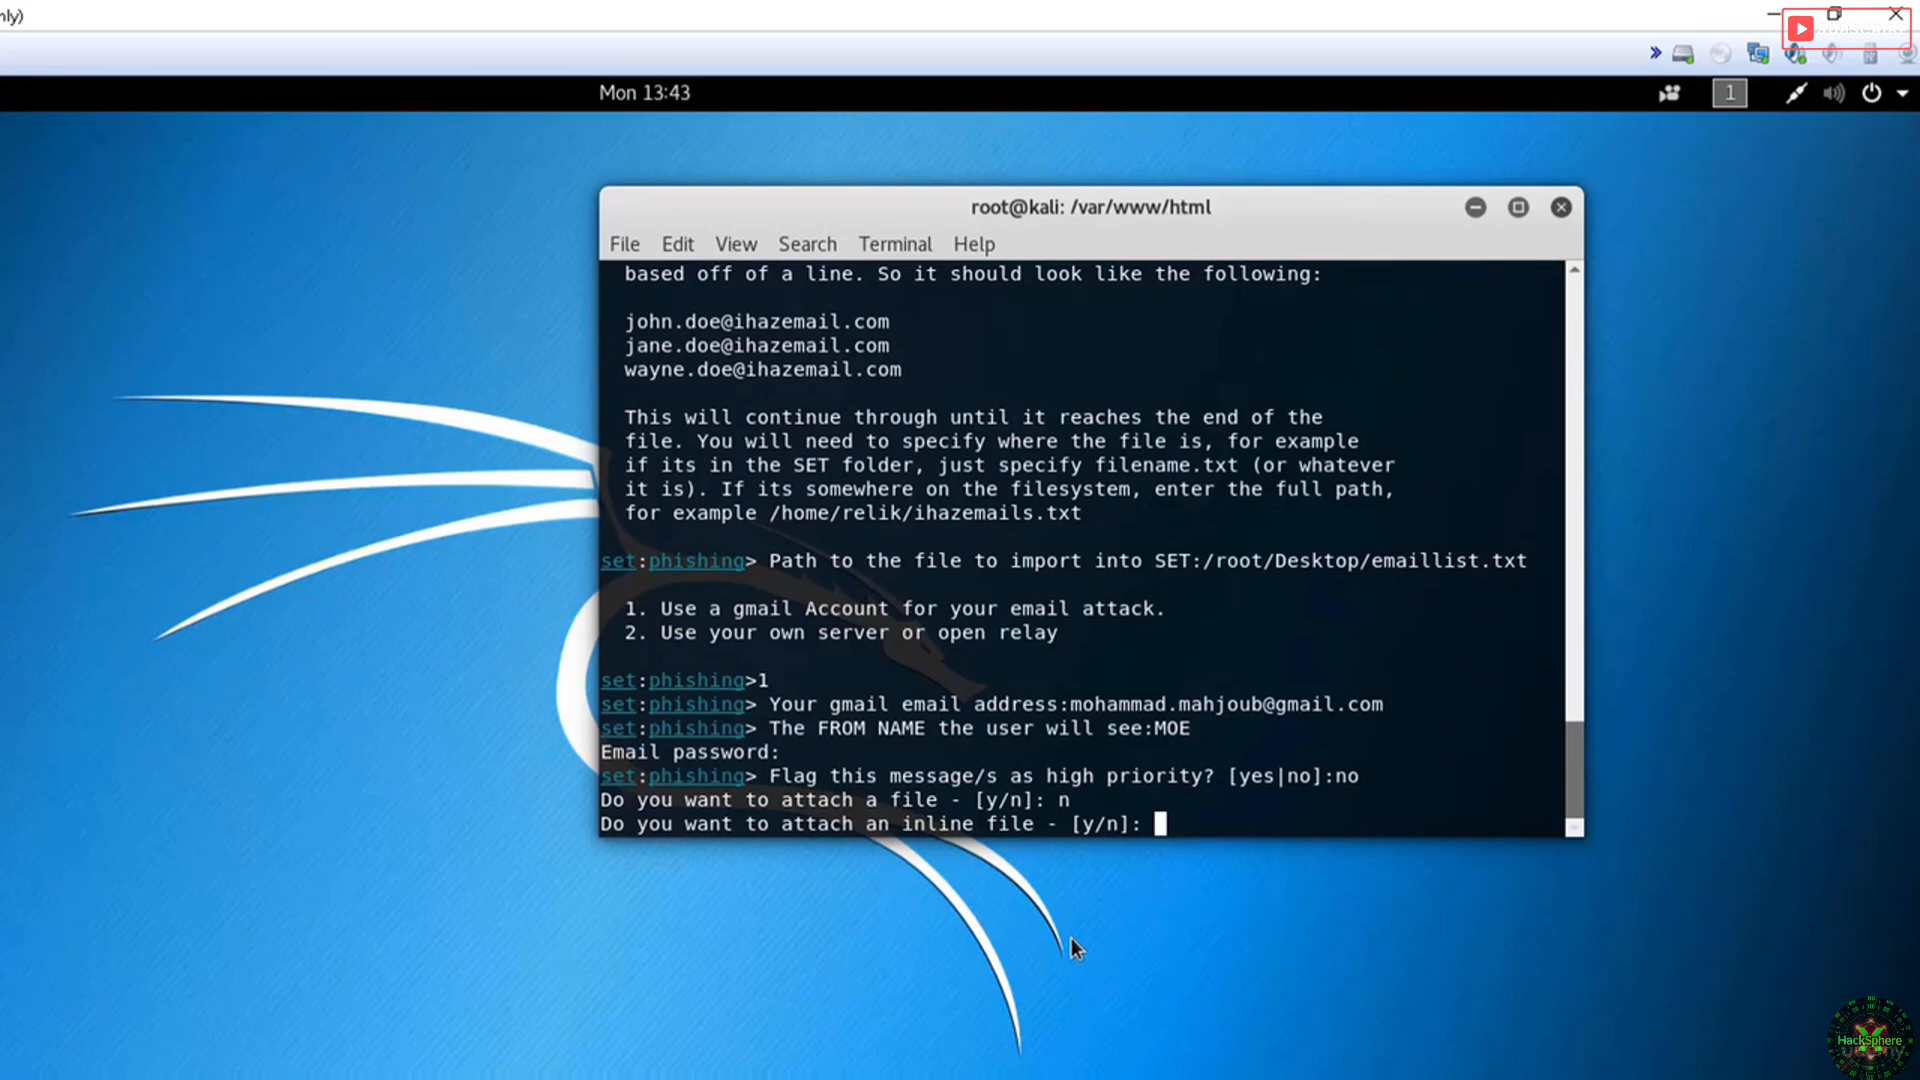 nly)
Mon 13:43
1
root@kali: /var/www/html
File Edit View Search Terminal Help
based off of a line. So it should look like the following:
john.doe@ihazemail.com
jane.doe@ihazemail.com
wayne.doe@ihazemail.com
This will continue through until it reaches the end of the
file. You will need to specify where the file is, for example
if its in the SET folder, just specify filename.txt (or whatever
it is). If its somewhere on the filesystem, enter the full path,
for example /home/relik/ihazemails.txt
set:phishing> Path to the file to import into SET:/root/Desktop/emaillist.txt
1. Use a gmail Account for your email attack.
2. Use your own server or open relay
set:phishing>1
set:phishing> Your gmail email address:mohammad.mahjoub@gmail.com
set:phishing> The FROM NAME the user will see:MOE
Email password:
set:phishing> Flag this message/s as high priority? [yes|no]:no
Do you want to attach a file - [y/n]: n
Do you want to attach an inline file - [y/n]:
HackSphere